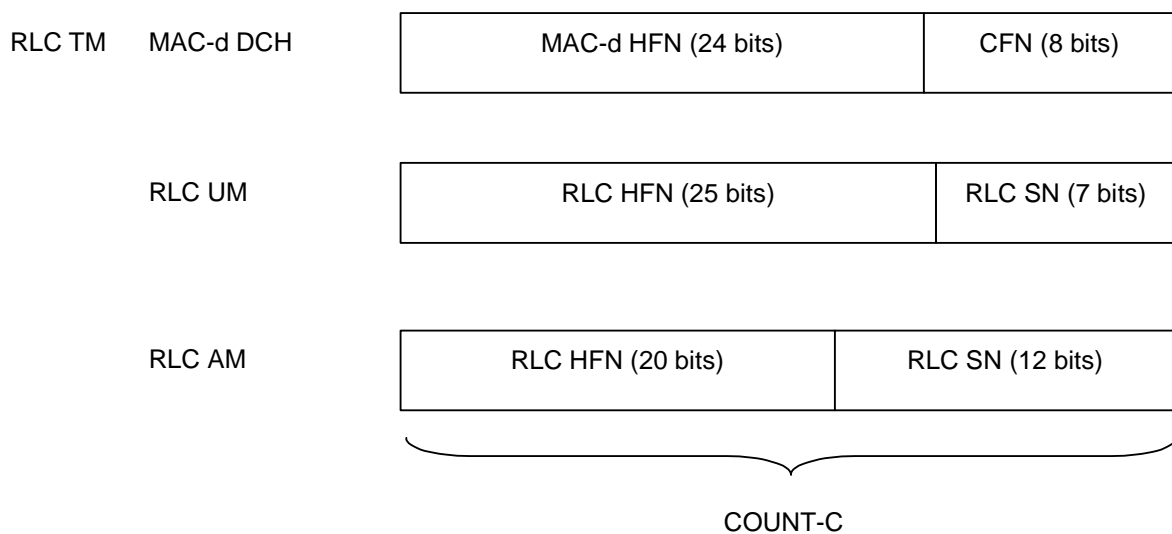 RLC TM MAC-d DCH MAC-d HFN (24 bits) CFN (8 bits)
RLC UM RLC HFN (25 bits) RLC SN (7 bits)
RLC AM RLC HFN (20 bits) RLC SN (12 bits)
COUNT-C